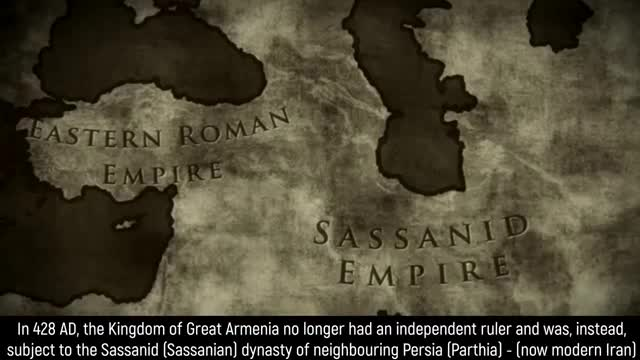 EASTERN ROMAN
EMPIRE
SASSANID
EMPIRE
In 428 AD, the Kingdom of Great Armenia no longer had an independent ruler and was, instead,
subject to the Sassanid (Sassanian) dynasty of neighbouring Persia (Parthia) - (now modern Iran)